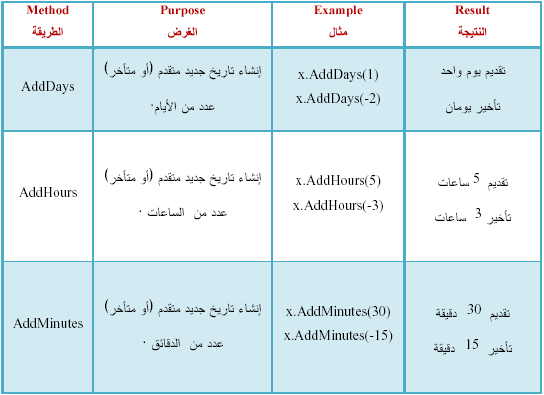 Method Purpose Example Result
الطريقة الغرض مثال النتيجة
AddDays
إنشاء تاريخ جديد متقدم (أو متأخر)
عدد من الأيام.
x.AddDays(1)
x.AddDays(-2)
تقديم يوم واحد
تأخير يومان
AddHours
إنشاء تاريخ جديد متقدم (أو متأخر)
عدد من الساعات .
x.AddHours(5)
x.AddHours(-3)
تقديم 5 ساعات
تأخير 3 ساعات
AddMinutes
إنشاء تاريخ جديد متقدم (أو متأخر)
عدد من الدقائق .
x.AddMinutes(30)
x.AddMinutes(-15)
تقديم 30 دقيقة
تأخير 15 دقيقة